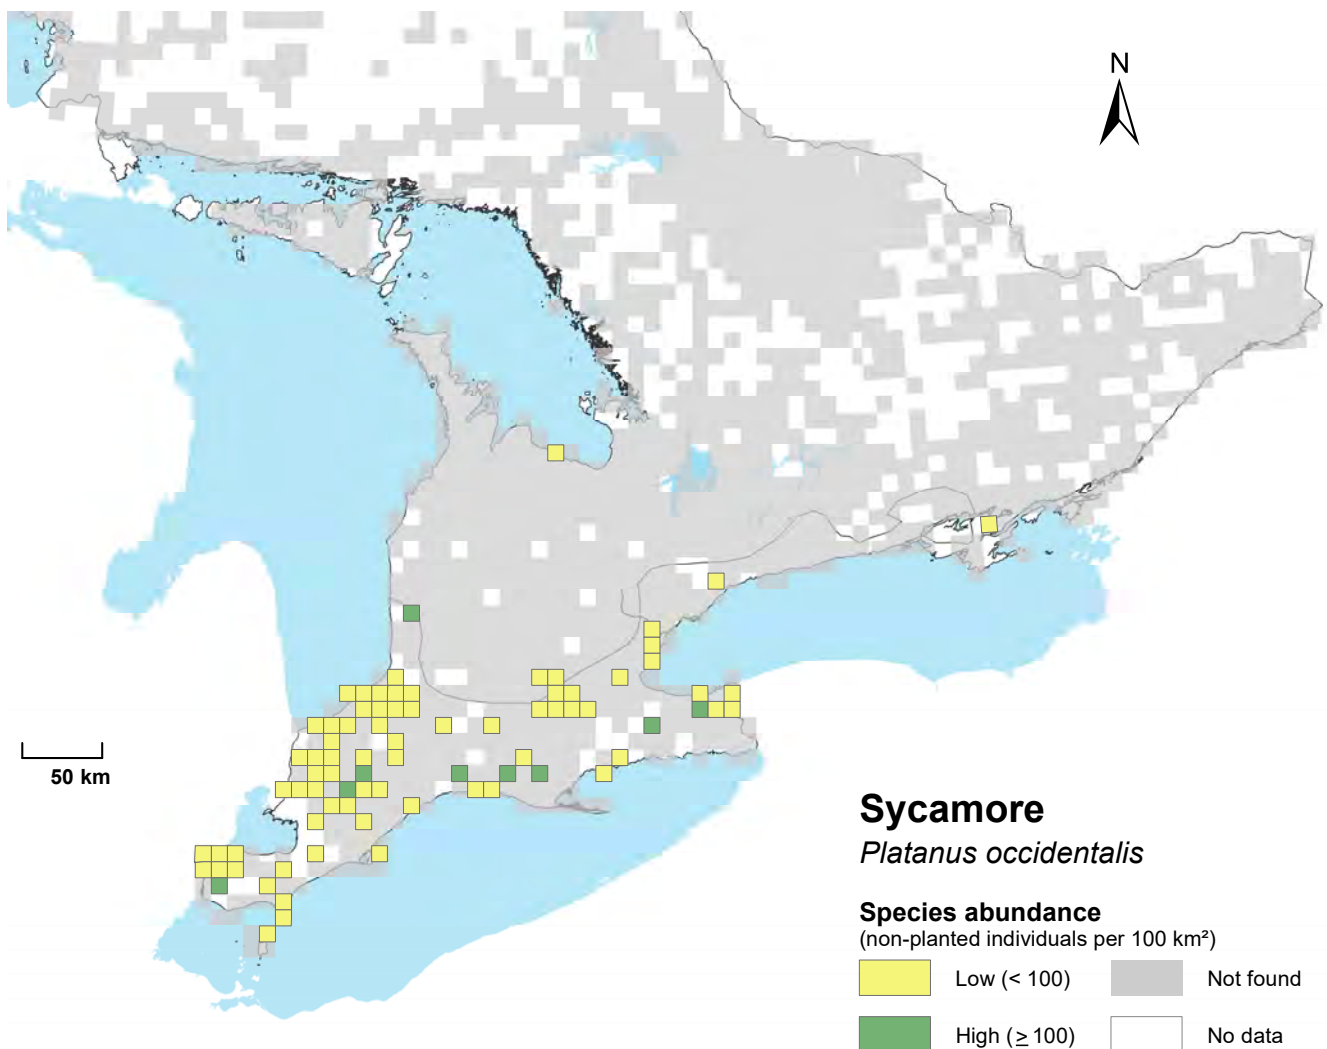 N
50 km
Sycamore
Platanus occidentalis
Species abundance
(non-planted individuals per 100 km²)
Low (< 100)
Not found
High (≥ 100)
No data